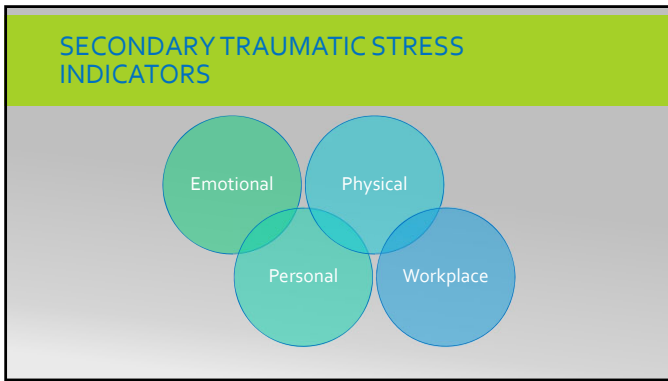 SECONDARY TRAUMATIC STRESS
INDICATORS
Emotional
Physical
Personal
Workplace